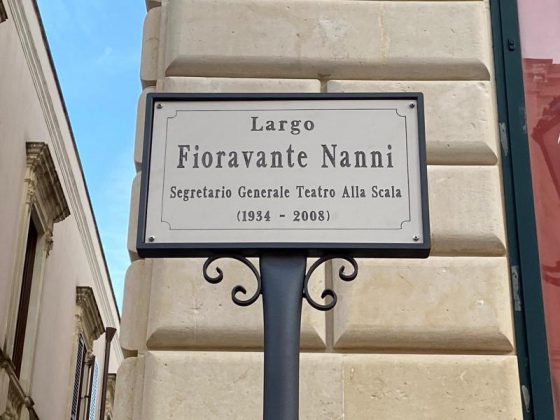 Largo
Fioravante Nanni
Segretario Generale Teatro Alla Scala
(1934 - 2008)